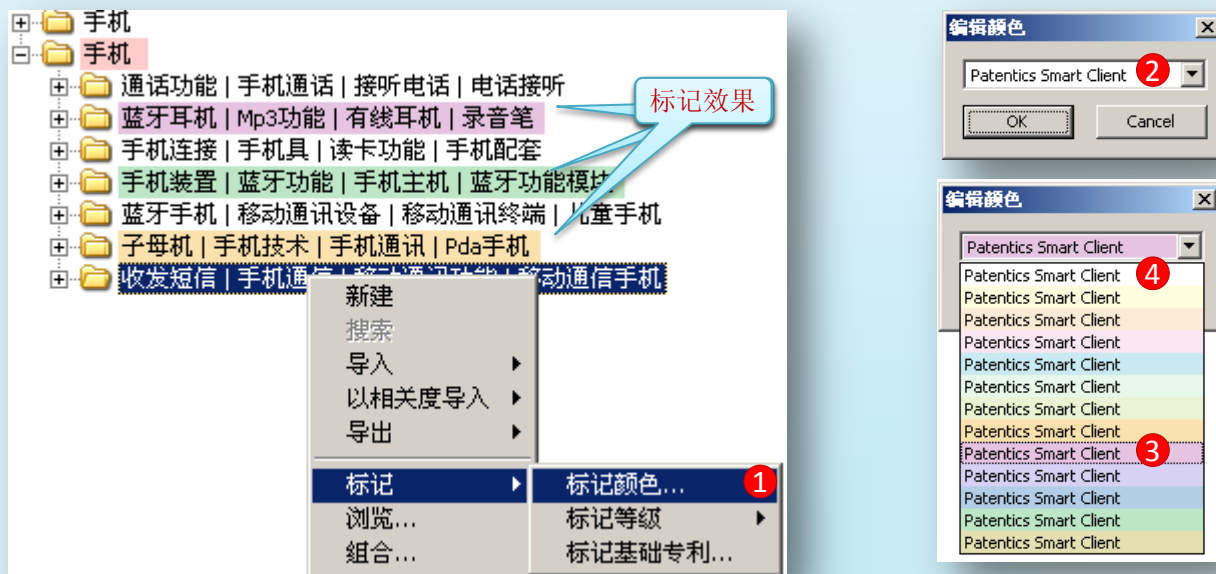 手机
手机
通话功能 | 手机通话 | 接听电话 | 电话接听
蓝牙耳机 | Mp3功能 | 有线耳机 | 录音笔
手机连接 | 手机具 | 读卡功能 | 手机配套
手机装置 | 蓝牙功能 | 手机主机 | 蓝牙功能模块
蓝牙手机 | 移动通讯设备 | 移动通讯终端 | 儿童手机
子母机 | 手机技术 | 手机通讯 | Pda手机
收发短信 | 手机通信 | 移动通讯功能 | 移动通信手机
标记效果
新建
搜索
导入
以相关度导入
导出
标记
浏览...
组合...
标记颜色... 1
标记等级
标记基础专利...
编辑颜色
Patentics Smart Client 2
OK Cancel
编辑颜色
Patentics Smart Client
Patentics Smart Client 4
Patentics Smart Client
Patentics Smart Client
Patentics Smart Client
Patentics Smart Client
Patentics Smart Client
Patentics Smart Client
Patentics Smart Client
Patentics Smart Client 3
Patentics Smart Client
Patentics Smart Client
Patentics Smart Client
Patentics Smart Client